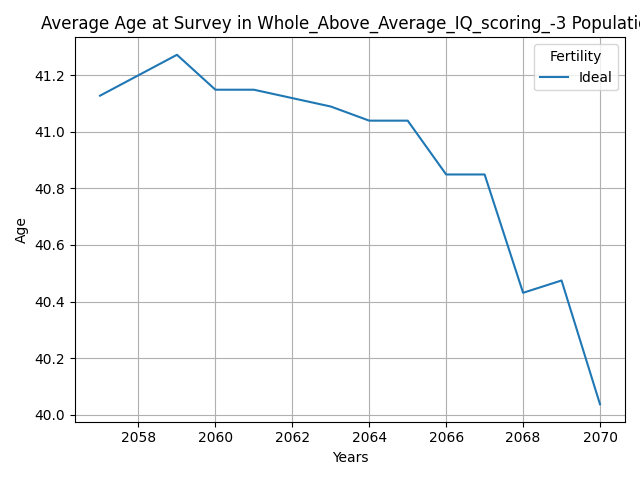 Average Age at Survey in Whole_Above_Average_IQ_scoring_-3 Populati
Fertility
Ideal
41.2
41.0
40.8
40.6
40.4
40.2
40.0
Age
2058 2060 2062 2064 2066 2068 2070
Years